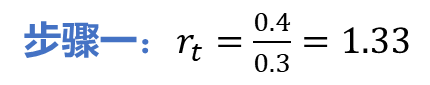 步骤一：$r_t = \frac{0.4}{0.3} = 1.33$